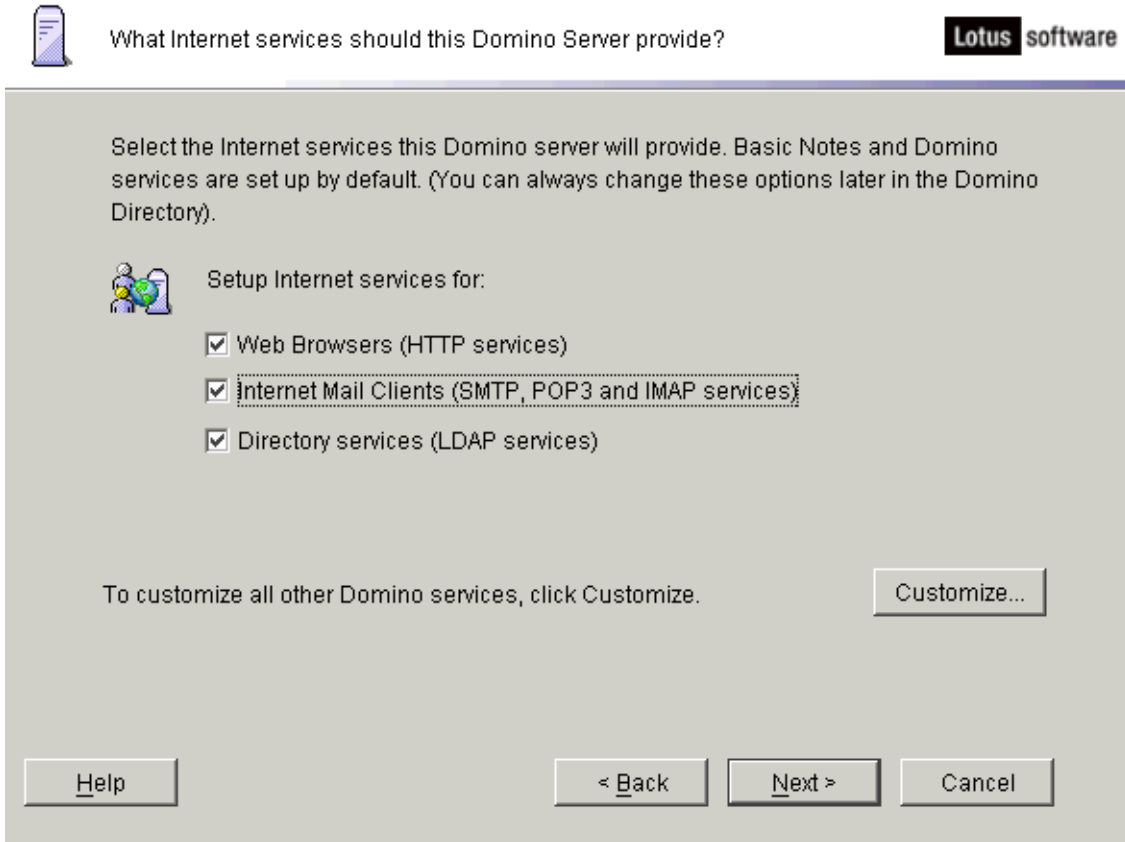 What Internet services should this Domino Server provide?
Lotus software
Select the Internet services this Domino server will provide. Basic Notes and Domino
services are set up by default. (You can always change these options later in the Domino
Directory).
Setup Internet services for:
Web Browsers (HTTP services)
Internet Mail Clients (SMTP, POP3 and IMAP services)
Directory services (LDAP services)
To customize all other Domino services, click Customize.
Customize...
Help
< Back
Next >
Cancel